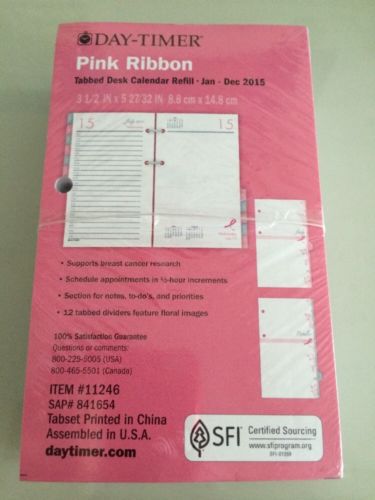 DAY-TIMER®
Pink Ribbon
Tabbed Desk Calendar Refill · Jan - Dec 2015
3 1/2 IN x 5 27/32 IN 8.8 cm x 14.8 cm
15
15
• Supports breast cancer research
• Schedule appointments in ½-hour increments
• Section for notes, to-do's, and priorities
• 12 tabbed dividers feature floral images
100% Satisfaction Guarantee
Questions or comments:
800-225-5005 (USA)
800-465-5501 (Canada)
ITEM #11246
SAP# 841654
Tabset Printed in China
Assembled in U.S.A.
daytimer.com
SFI
Certified Sourcing
www.sfiprogram.org